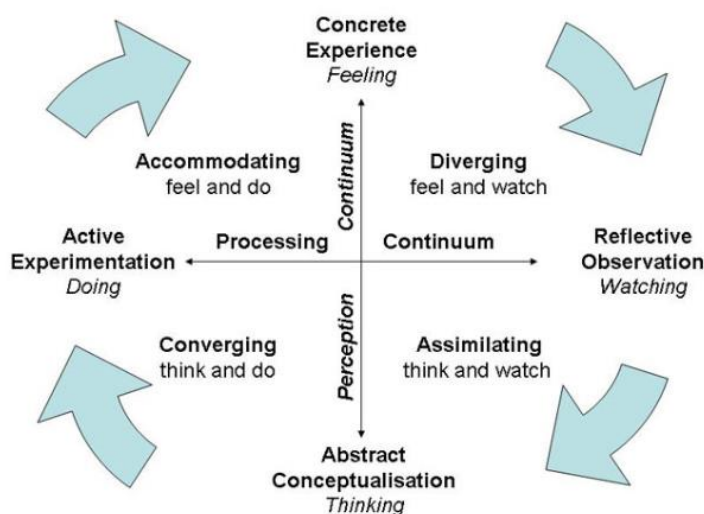 Concrete
Experience
Feeling
Continuum
Accommodating
feel and do
Diverging
feel and watch
Active
Experimentation
Doing
Processing
Continuum
Reflective
Observation
Watching
Perception
Converging
think and do
Assimilating
think and watch
Abstract
Conceptualisation
Thinking